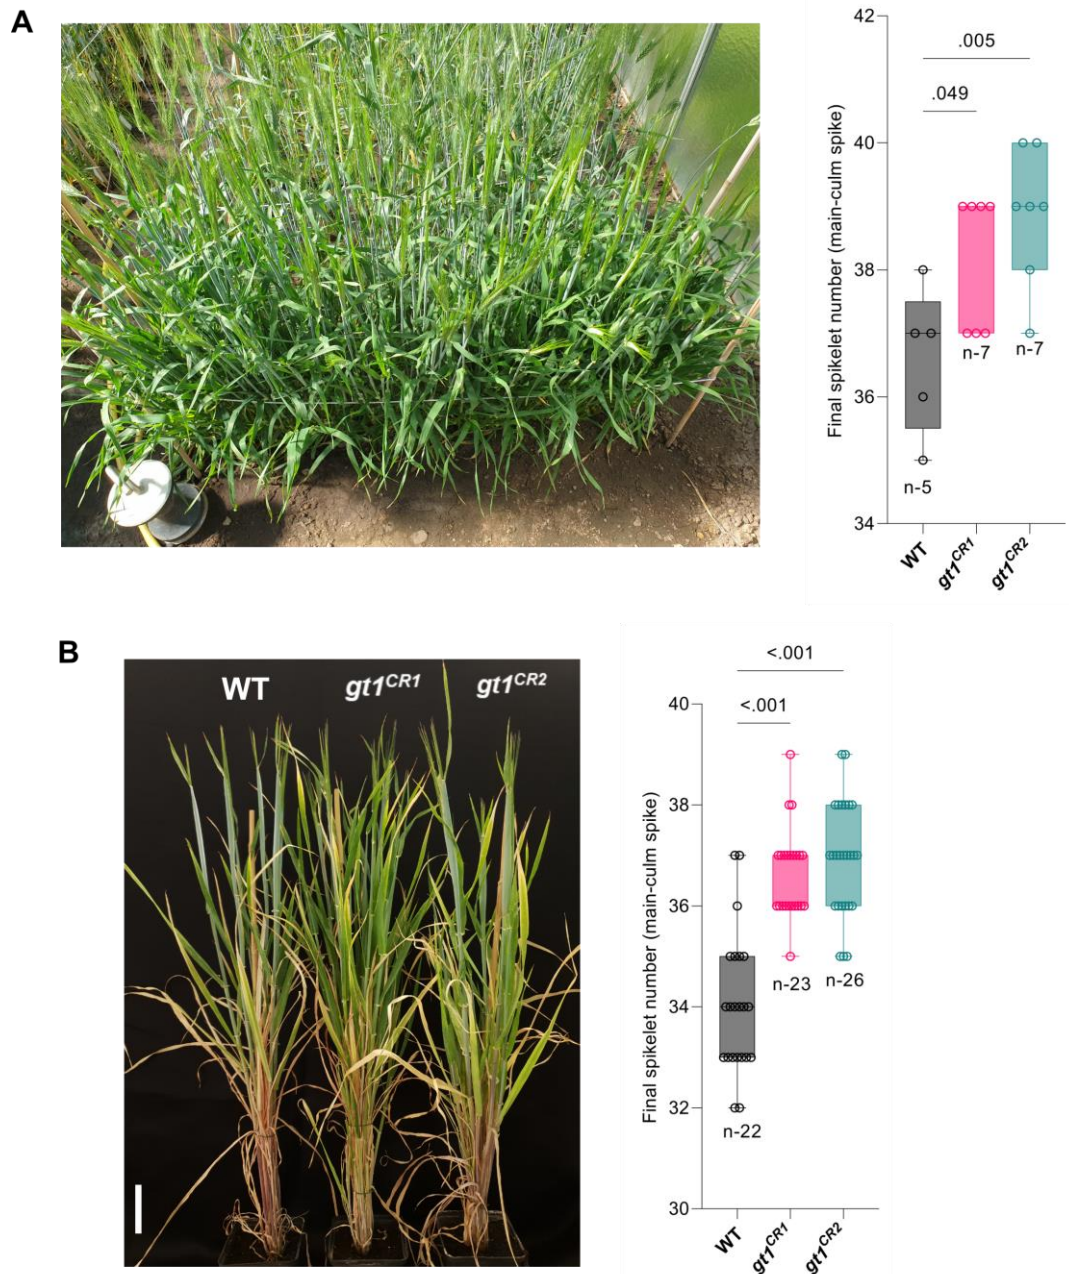 A
42
40
38
36
34
Final spikelet number (main-culm spike)
.005
.049
n-5
n-7
n-7
WT
gt1CR1
gt1CR2
B
WT
gt1CR1
gt1CR2
40
38
36
34
32
30
Final spikelet number (main-culm spike)
<.001
<.001
n-22
n-23
n-26
WT
gt1CR1
gt1CR2